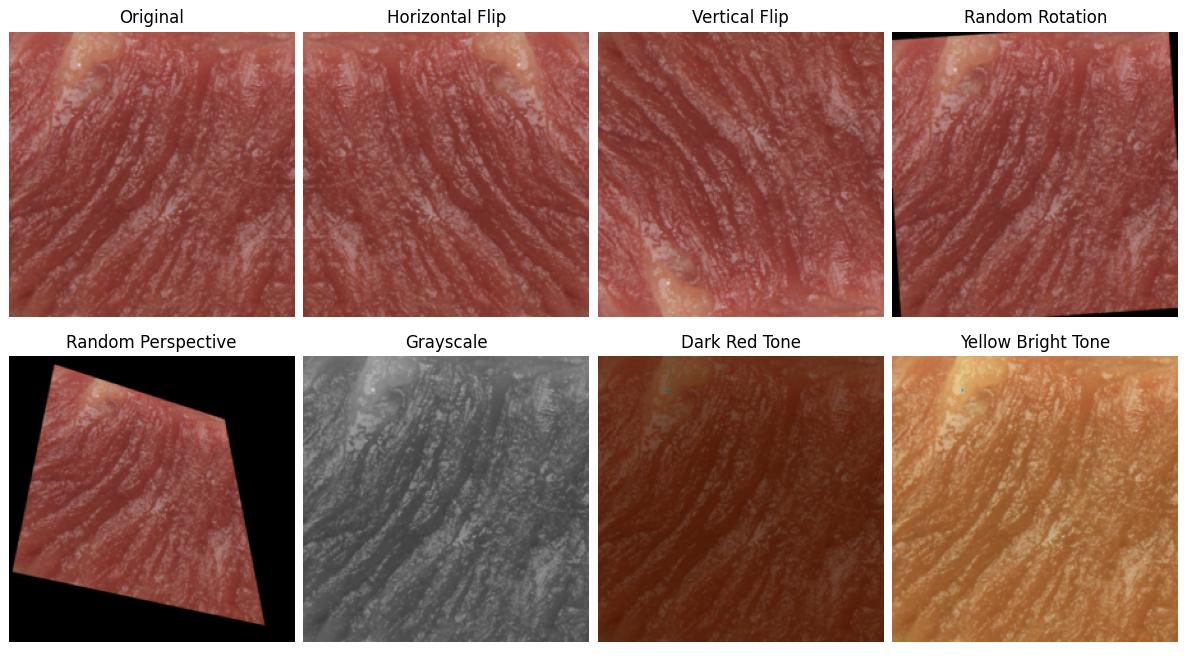 Original
Horizontal Flip
Vertical Flip
Random Rotation
Random Perspective
Grayscale
Dark Red Tone
Yellow Bright Tone